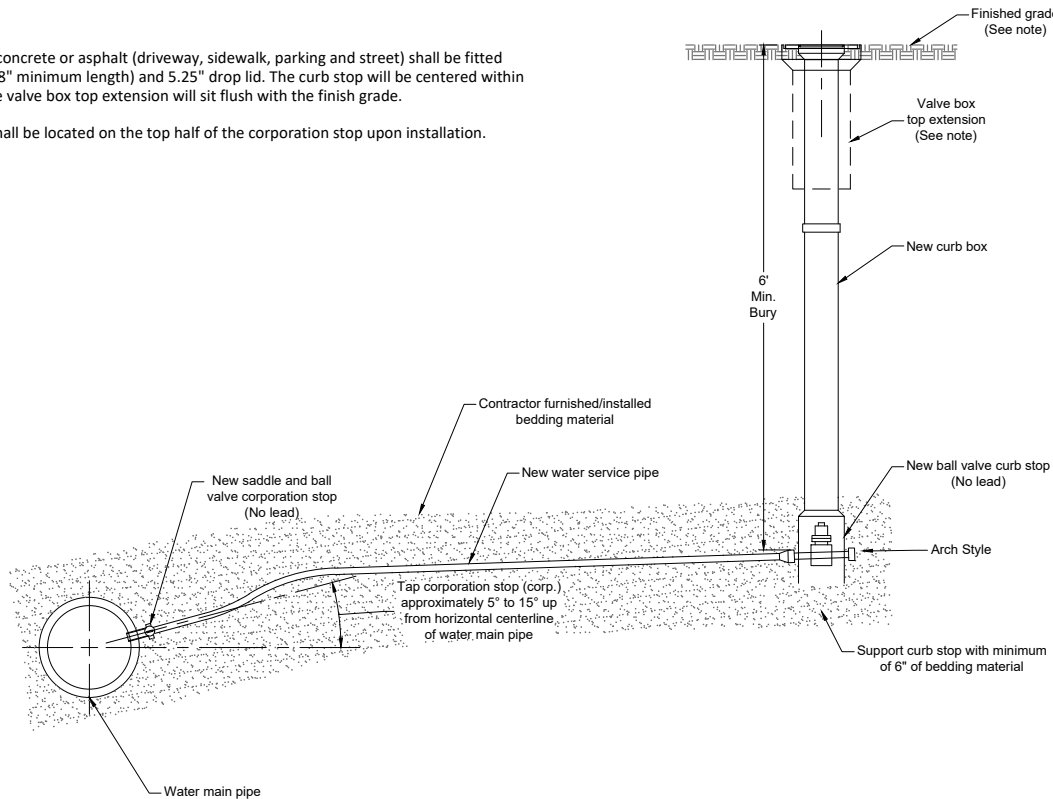 concrete or asphalt (driveway, sidewalk, parking and street) shall be fitted
8" minimum length) and 5.25" drop lid. The curb stop will be centered within
valve box top extension will sit flush with the finish grade.
hall be located on the top half of the corporation stop upon installation.
Finished grade
(See note)
Valve box
top extension
(See note)
New curb box
6'
Min.
Bury
Contractor furnished/installed
bedding material
New water service pipe
New saddle and ball
valve corporation stop
(No lead)
New ball valve curb stop
(No lead)
Arch Style
Tap corporation stop (corp.)
approximately 5° to 15° up
from horizontal centerline
of water main pipe
Support curb stop with minimum
of 6" of bedding material
Water main pipe